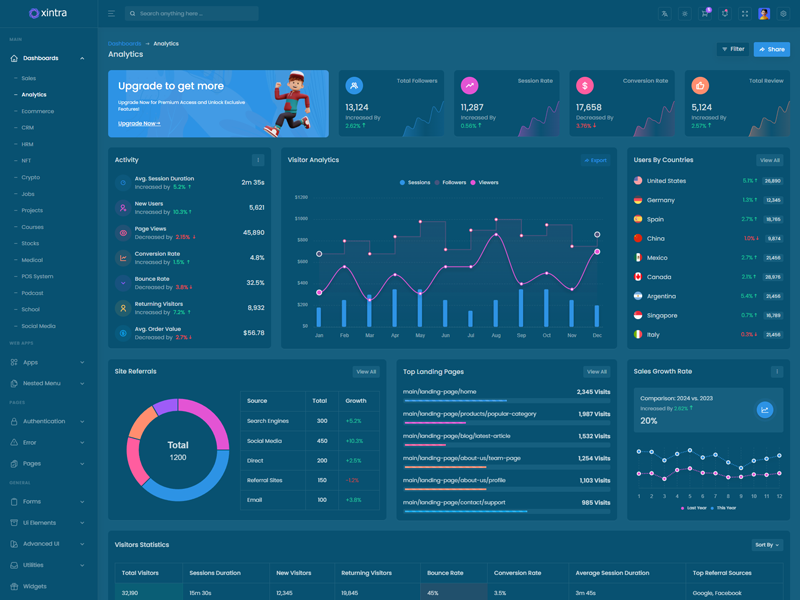 xintra
Search anything here ...
5
MAIN
Dashboards
Sales
Analytics
Ecommerce
CRM
HRM
NFT
Crypto
Jobs
Projects
Courses
Stocks
Medical
POS System
Podcast
School
Social Media
WEB APPS
Apps
Nested Menu
PAGES
Authentication
Error
Pages
GENERAL
Forms
UI Elements
Advanced UI
Utilities
Widgets
Dashboards → Analytics
Analytics
Filter
Share
Upgrade to get more
Upgrade Now for Premium Access and Unlock Exclusive
Features!
Upgrade Now
Total Followers
13,124
Increased By
2.62%
Session Rate
11,287
Increased By
0.56%
Conversion Rate
17,658
Decreased By
3.76%
Total Review
5,124
Increased By
2.57%
Activity
Avg. Session Duration
Increased by 5.2%
2m 35s
New Users
Increased by 10.3%
5,621
Page Views
Decreased by 2.15%
45,890
Conversion Rate
Increased by 1.5%
4.8%
Bounce Rate
Decreased by 3.8%
32.5%
Returning Visitors
Increased by 7.2%
8,932
Avg. Order Value
Decreased by 2.7%
$56.78
Visitor Analytics
Export
Sessions Followers Viewers
$1200
$1000
$800
$600
$400
$200
$0
Jan Feb Mar Apr May Jun Jul Aug Sep Oct Nov Dec
Users By Countries
View All
United States 5.1% 26,890
Germany 1.3% 12,345
Spain 2.7% 18,765
China 1.0% 9,874
Mexico 2.7% 21,456
Canada 2.1% 28,978
Argentina 5.4% 21,456
Singapore 0.7% 18,765
Italy 0.3% 21,456
Site Referrals
View All
Total
1200
Source Total Growth
Search Engines 300 +5.2%
Social Media 450 +10.3%
Direct 200 +2.5%
Referral Sites 150 -1.2%
Email 100 +3.8%
Top Landing Pages
View All
main/landing-page/home 2,345 Visits
main/landing-page/products/popular-category 1,987 Visits
main/landing-page/blog/latest-article 1,532 Visits
main/landing-page/about-us/team-page 1,254 Visits
main/landing-page/about-us/profile 1,103 Visits
main/landing-page/contact/support 985 Visits
Sales Growth Rate
Comparison: 2024 vs. 2023
Increased By 2.62%
20%
1 2 3 4 5 6 7 8 9 10 11 12
Last Year This Year
Visitors Statistics
Sort By
Total Visitors Sessions Duration New Visitors Returning Visitors Bounce Rate Conversion Rate Average Session Duration Top Referral Sources
32,190 15m 30s 12,345 19,845 45% 3.5% 3m 45s Google, Facebook